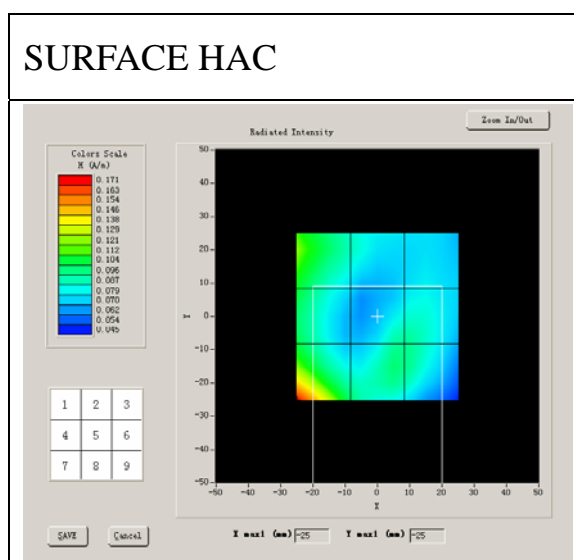 SURFACE HAC
Zoom In/Out
Radiated Intensity
Colors Scale
H (A/m)
0.171
0.163
0.154
0.146
0.138
0.129
0.121
0.112
0.104
0.096
0.087
0.079
0.070
0.062
0.054
0.045
50
40
30
20
10
0
-10
-20
-30
-40
-50
Y
-50 -40 -30 -20 -10 0 10 20 30 40 50
X
1 2 3
4 5 6
7 8 9
SAVE
Cancel
X max1 (mm) -25 Y max1 (mm) -25